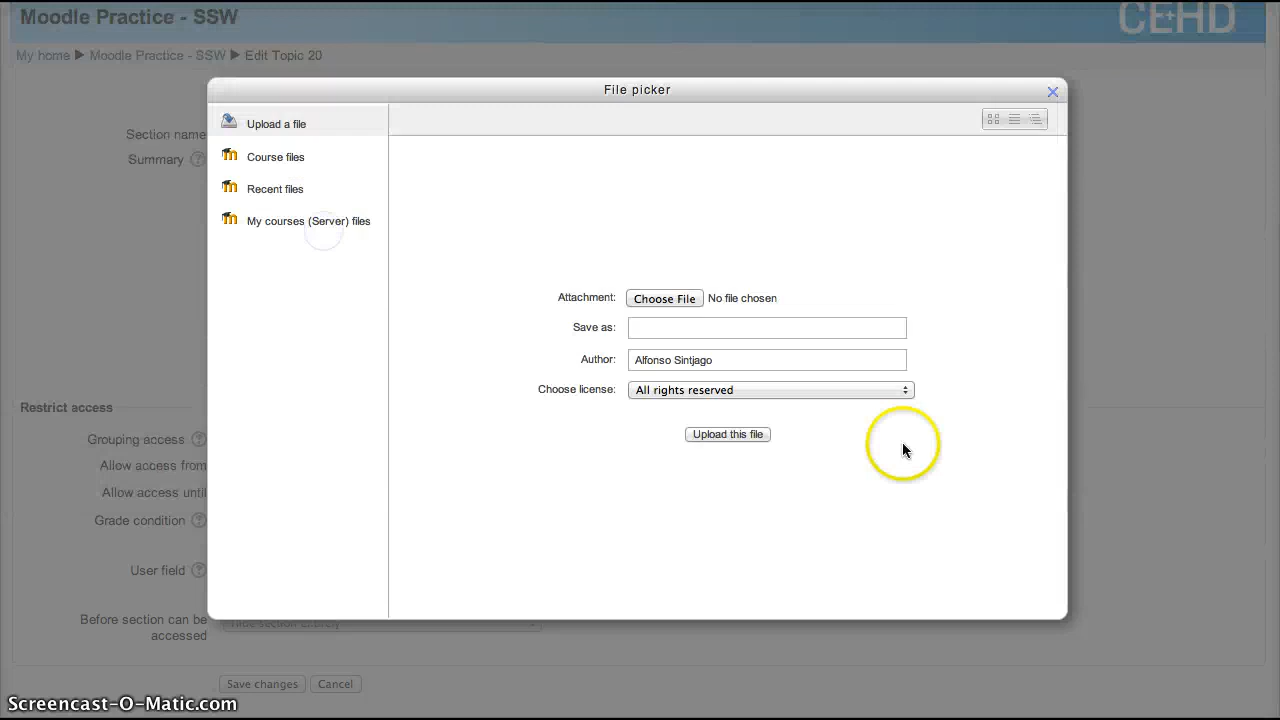 Moodle Practice - SSW
CE+HD
My home ▶ Moodle Practice - SSW ▶ Edit Topic 20
File picker
Upload a file
Course files
Recent files
My courses (Server) files
Section name
Summary
Attachment: Choose File No file chosen
Save as:
Author: Alfonso Sintjago
Choose license: All rights reserved
Upload this file
Restrict access
Grouping access
Allow access from
Allow access until
Grade condition
User field
Before section can be
accessed
Save changes Cancel
Screencast-O-Matic.com